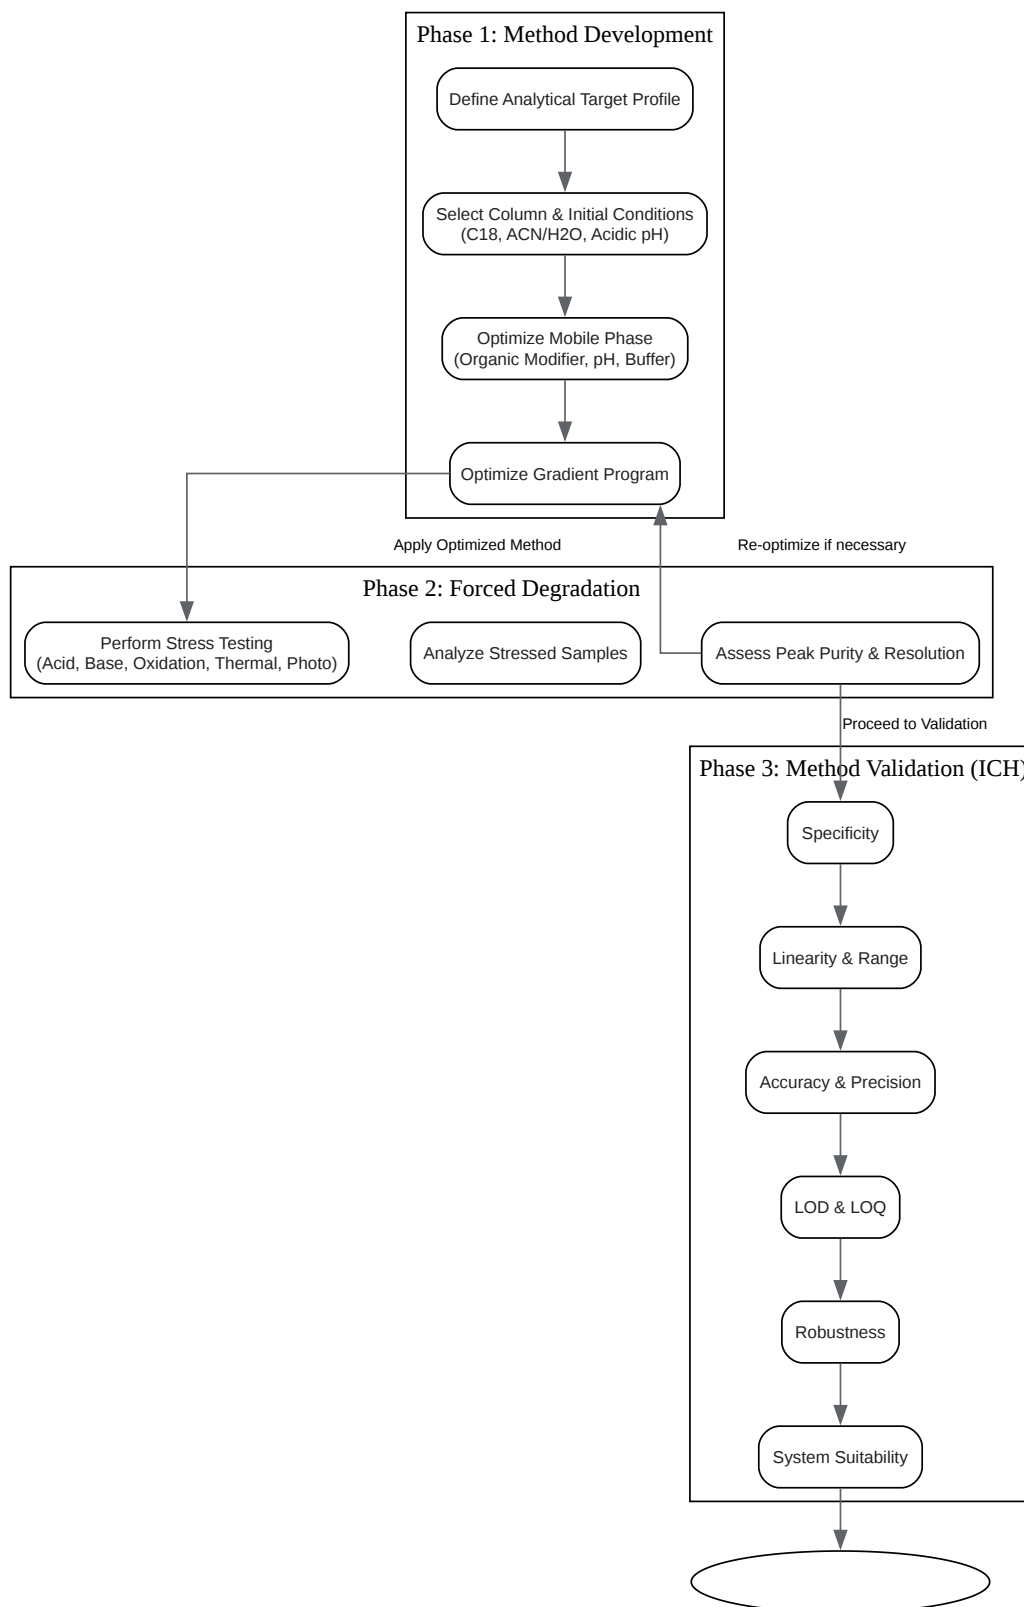 Phase 1: Method Development
Define Analytical Target Profile
Select Column & Initial Conditions
(C18, ACN/H2O, Acidic pH)
Optimize Mobile Phase
(Organic Modifier, pH, Buffer)
Optimize Gradient Program
Apply Optimized Method
Re-optimize if necessary
Phase 2: Forced Degradation
Perform Stress Testing
(Acid, Base, Oxidation, Thermal, Photo)
Analyze Stressed Samples
Assess Peak Purity & Resolution
Proceed to Validation
Phase 3: Method Validation (ICH)
Specificity
Linearity & Range
Accuracy & Precision
LOD & LOQ
Robustness
System Suitability